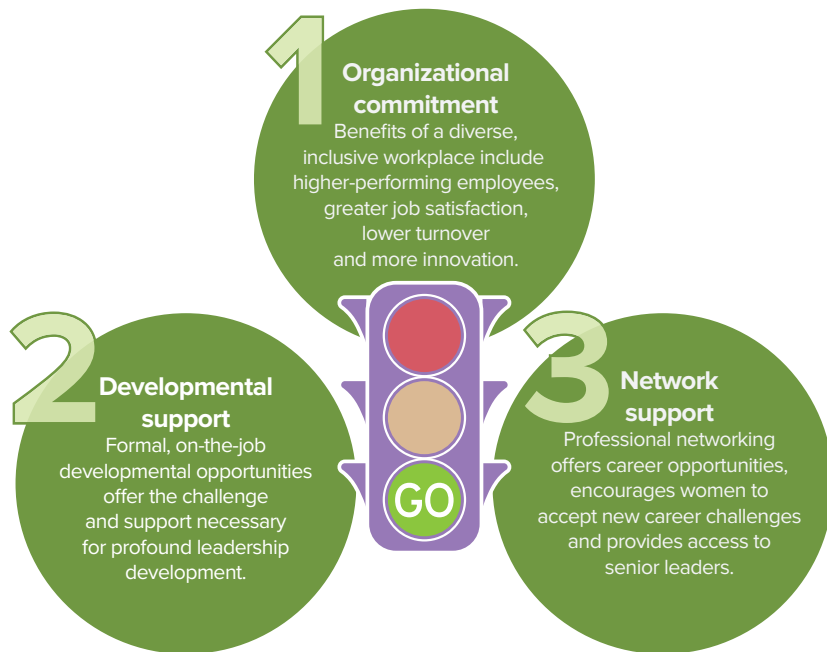 1
Organizational
commitment
Benefits of a diverse,
inclusive workplace include
higher-performing employees,
greater job satisfaction,
lower turnover
and more innovation.
2
Developmental
support
Formal, on-the-job
developmental opportunities
offer the challenge
and support necessary
for profound leadership
development.
GO
3
Network
support
Professional networking
offers career opportunities,
encourages women to
accept new career challenges
and provides access to
senior leaders.